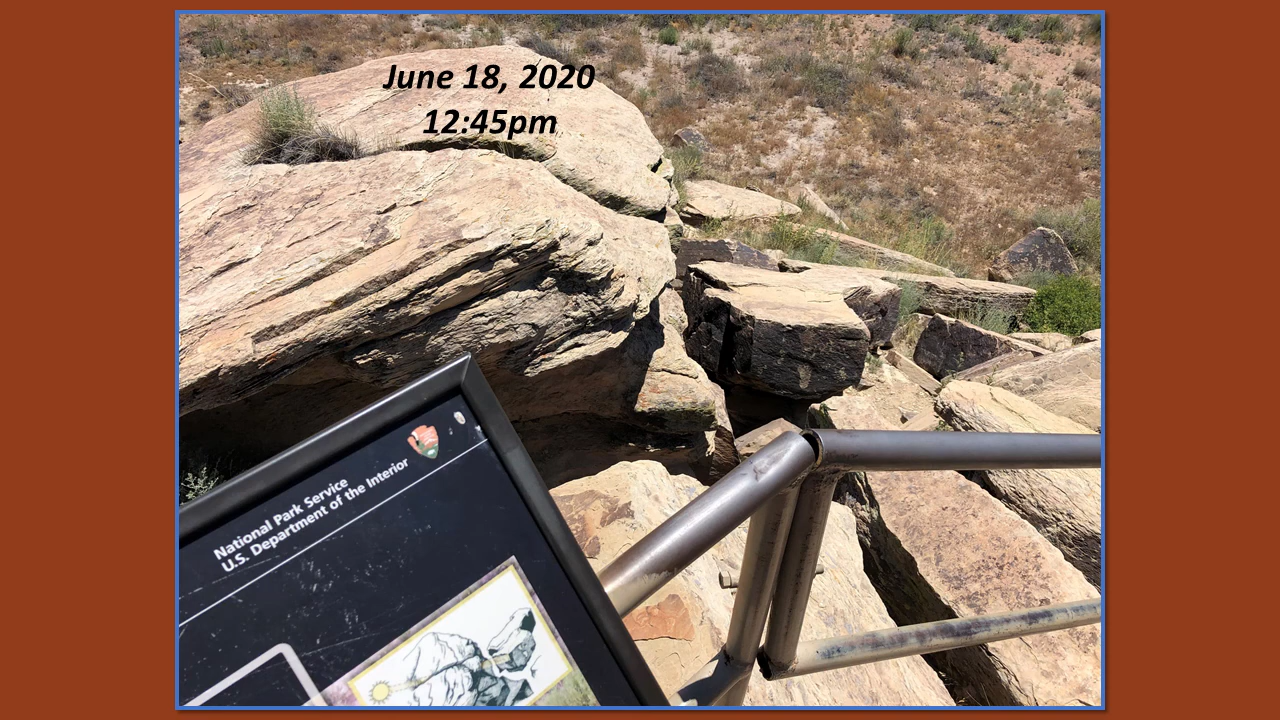 June 18, 2020
12:45pm
National Park Service
U.S. Department of the Interior